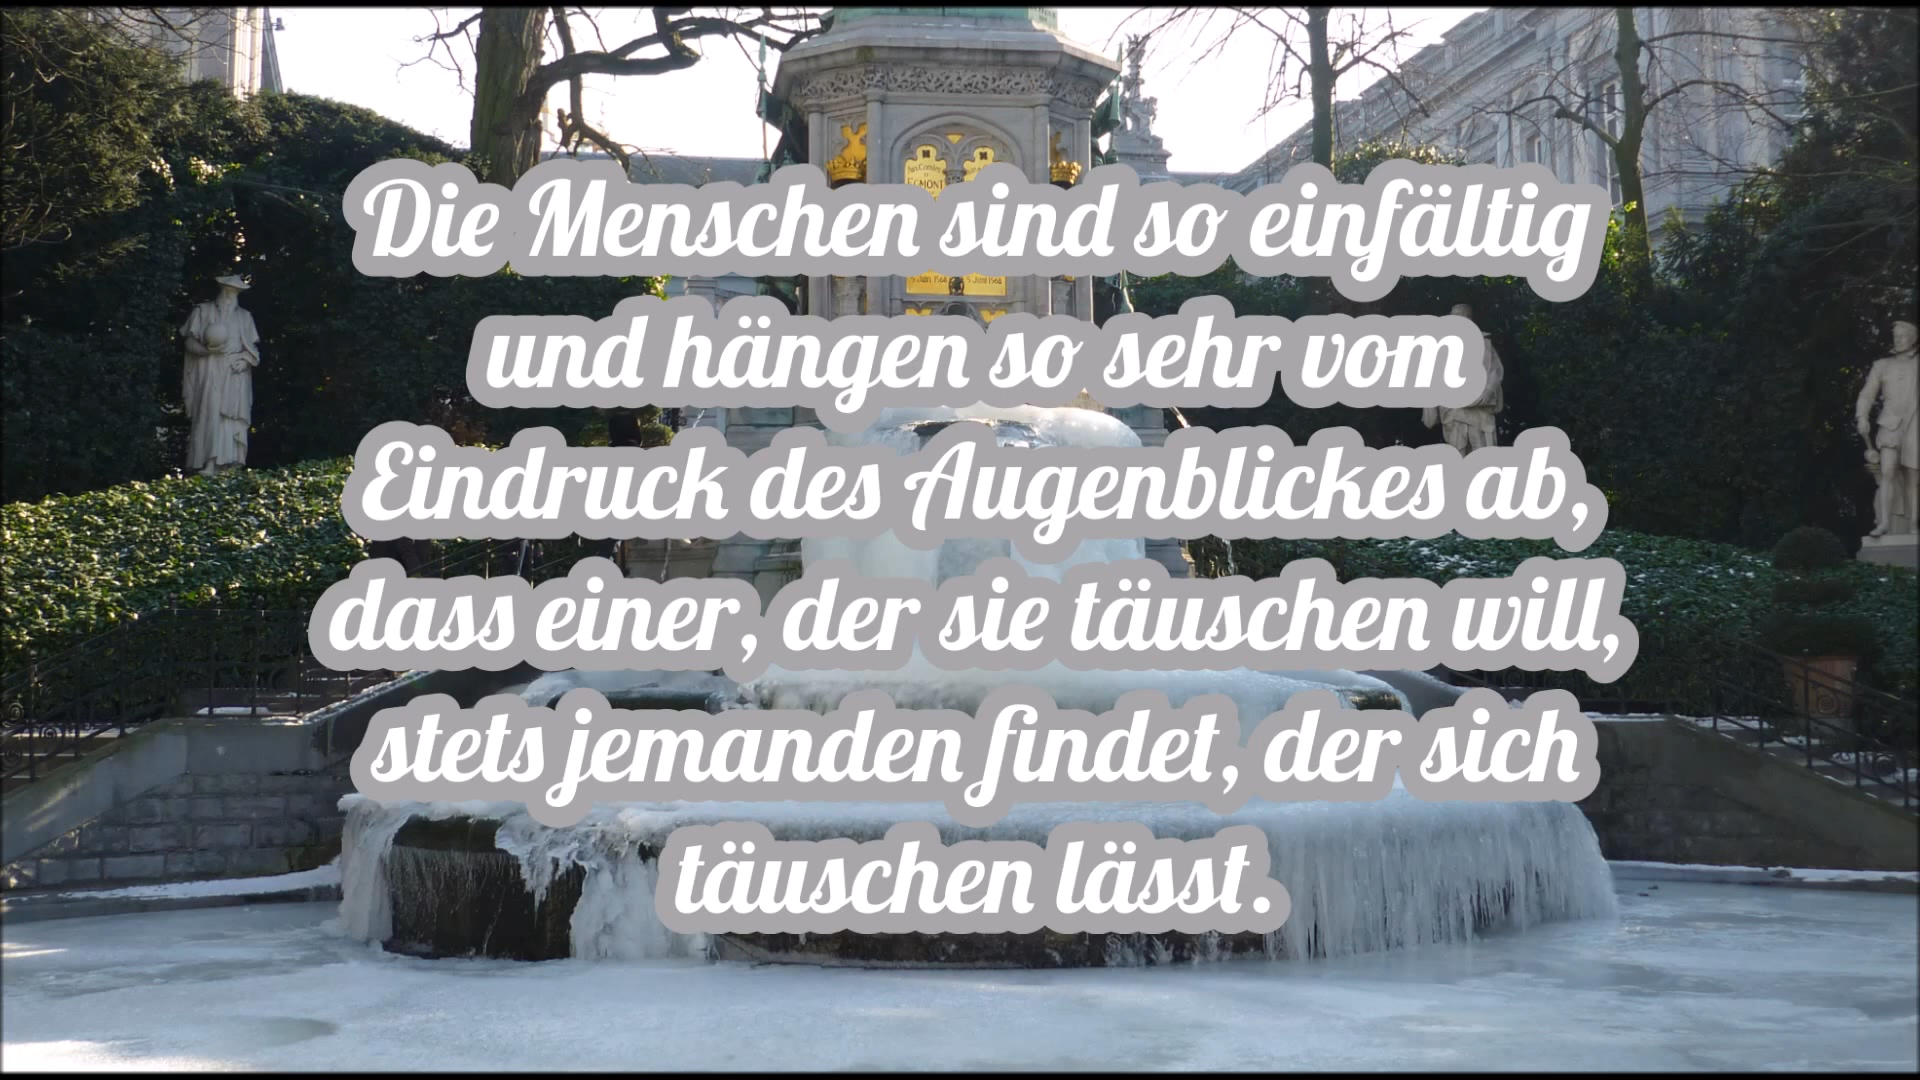 Die Menschen sind so einfältig
und hängen so sehr vom
Eindruck des Augenblickes ab,
dass einer, der sie täuschen will,
stets jemanden findet, der sich
täuschen lässt.
EGMONT